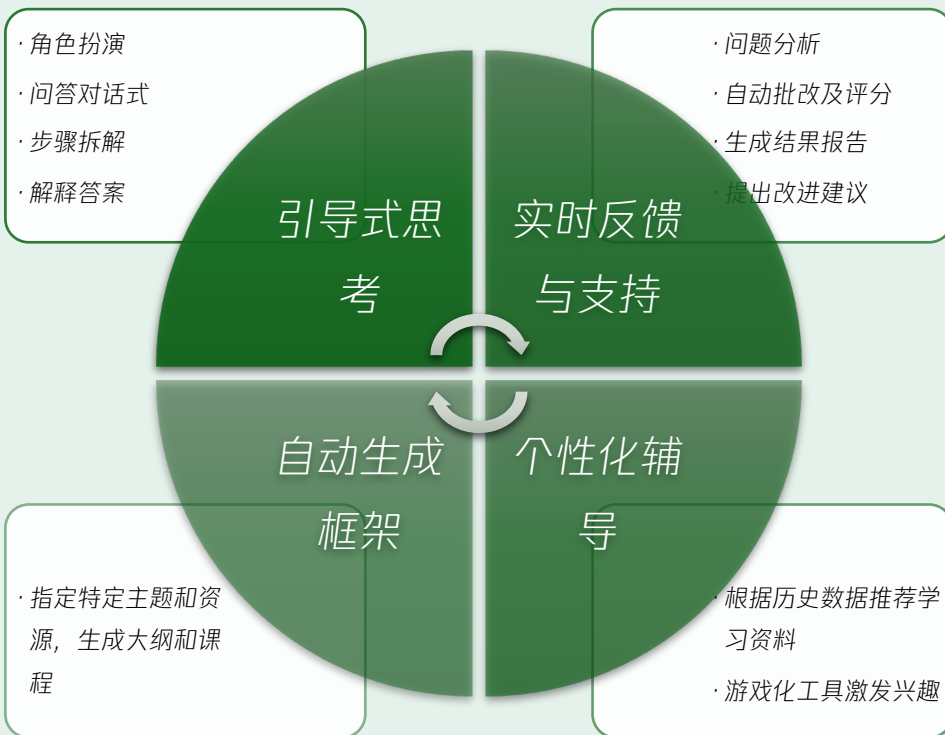 · 角色扮演
· 问答对话式
· 步骤拆解
· 解释答案
· 问题分析
· 自动批改及评分
· 生成结果报告
· 提出改进建议
引导式思
考
实时反馈
与支持
自动生成
框架
个性化辅
导
· 指定特定主题和资
源，生成大纲和课
程
· 根据历史数据推荐学
习资料
· 游戏化工具激发兴趣